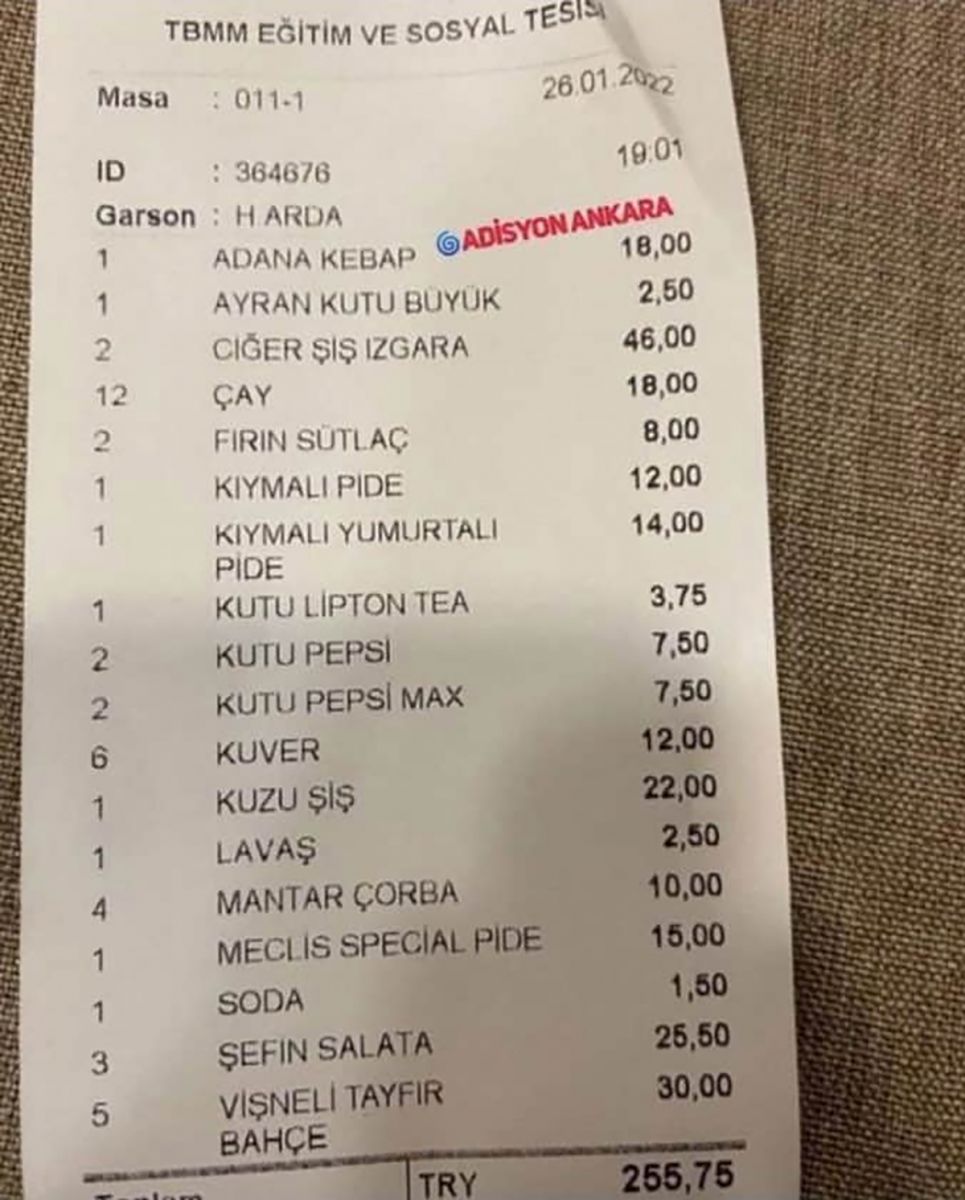 TBMM EĞİTİM VE SOSYAL TESİSİ
Masa : 011-1 26.01.2022
ID : 364676 19:01
Garson : H.ARDA
ADİSYONANKARA
1 ADANA KEBAP 18,00
1 AYRAN KUTU BÜYÜK 2,50
2 CİĞER ŞİŞ IZGARA 46,00
12 ÇAY 18,00
2 FIRIN SÜTLAÇ 8,00
1 KIYMALI PİDE 12,00
1 KIYMALI YUMURTALI 14,00
PİDE
1 KUTU LİPTON TEA 3,75
2 KUTU PEPSİ 7,50
2 KUTU PEPSİ MAX 7,50
6 KUVER 12,00
1 KUZU ŞİŞ 22,00
1 LAVAŞ 2,50
4 MANTAR ÇORBA 10,00
1 MECLİS SPECİAL PİDE 15,00
1 SODA 1,50
3 ŞEFİN SALATA 25,50
5 VİŞNELİ TAYFIR 30,00
BAHÇE
Toplam TRY 255,75